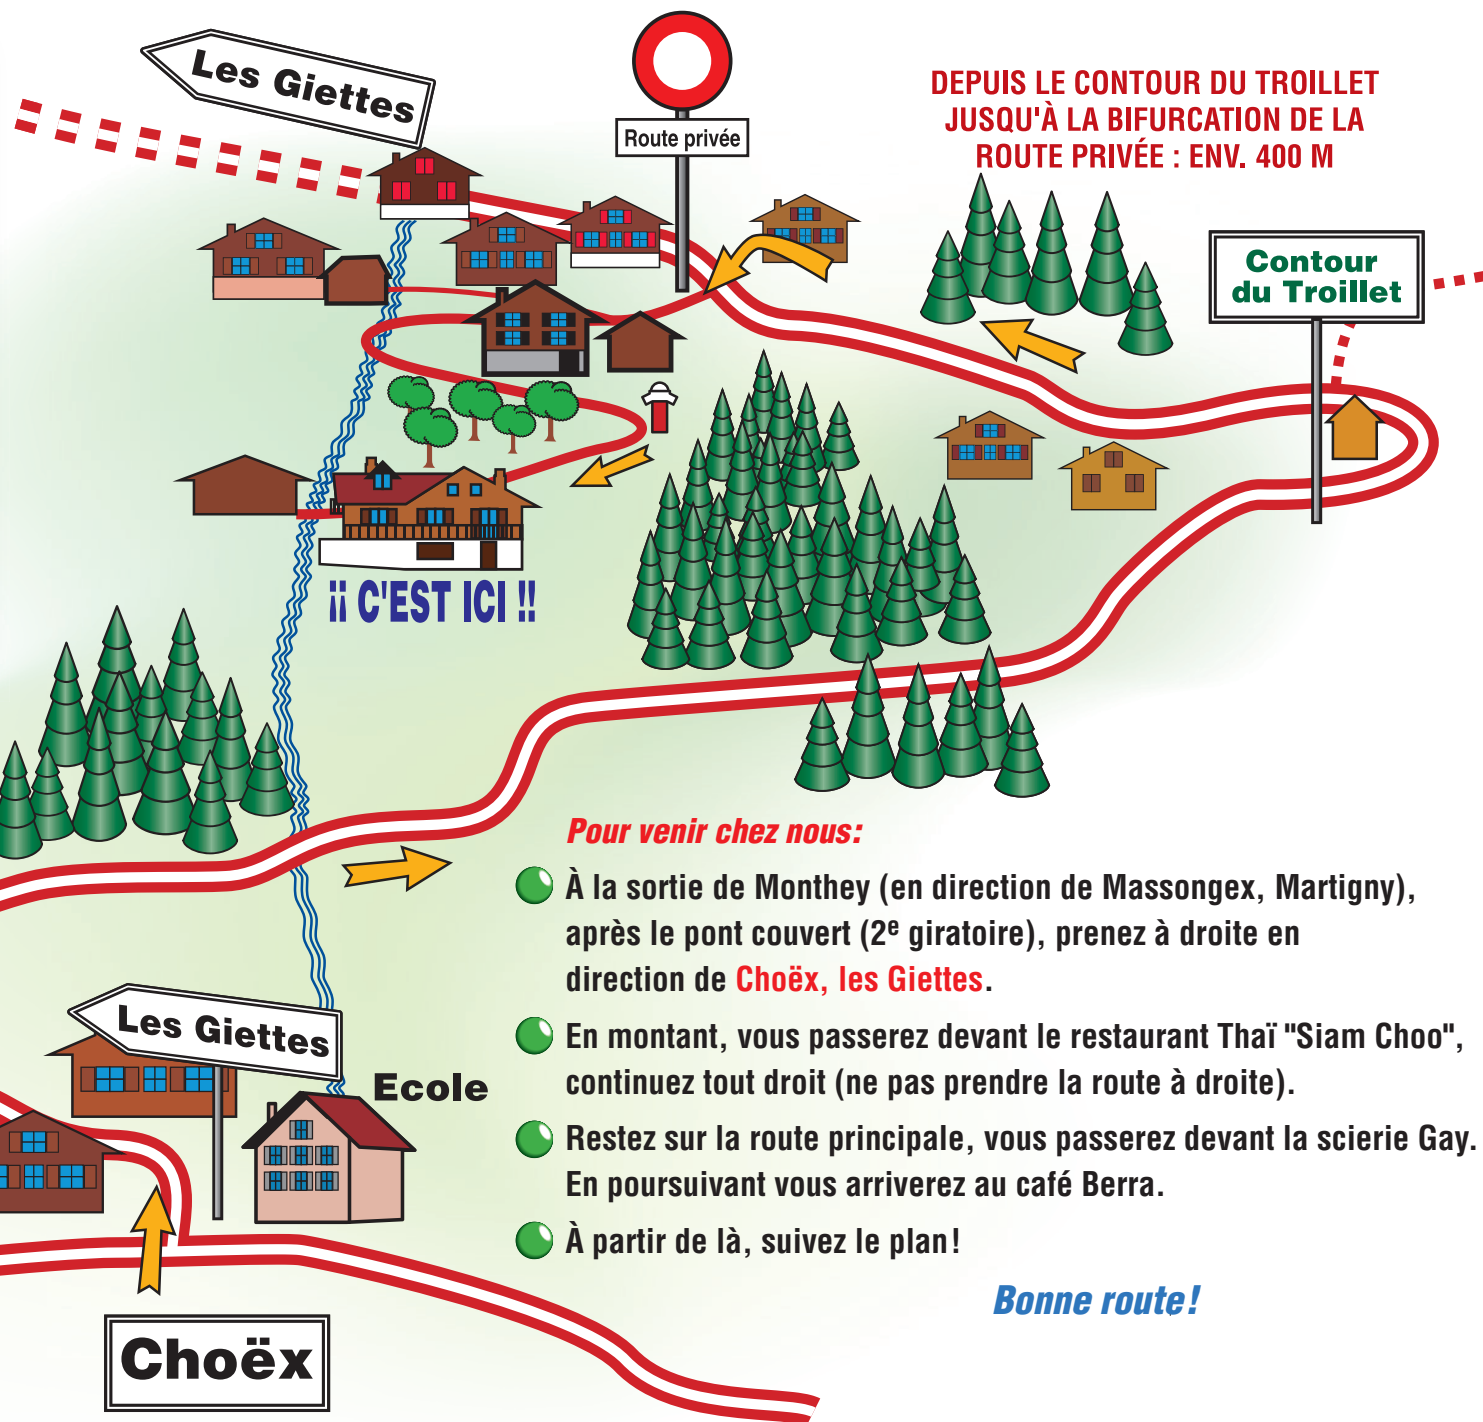 Les Giettes
Route privée
DEPUIS LE CONTOUR DU TROILLET
JUSQU'À LA BIFURCATION DE LA
ROUTE PRIVÉE : ENV. 400 M
Contour
du Troillet
¡¡ C'EST ICI !!
Pour venir chez nous:
À la sortie de Monthey (en direction de Massongex, Martigny),
après le pont couvert (2e giratoire), prenez à droite en
direction de Choëx, les Giettes.
En montant, vous passerez devant le restaurant Thaï "Siam Choo",
continuez tout droit (ne pas prendre la route à droite).
Restez sur la route principale, vous passerez devant la scierie Gay.
En poursuivant vous arriverez au café Berra.
À partir de là, suivez le plan!
Bonne route!
Les Giettes
Ecole
Choëx